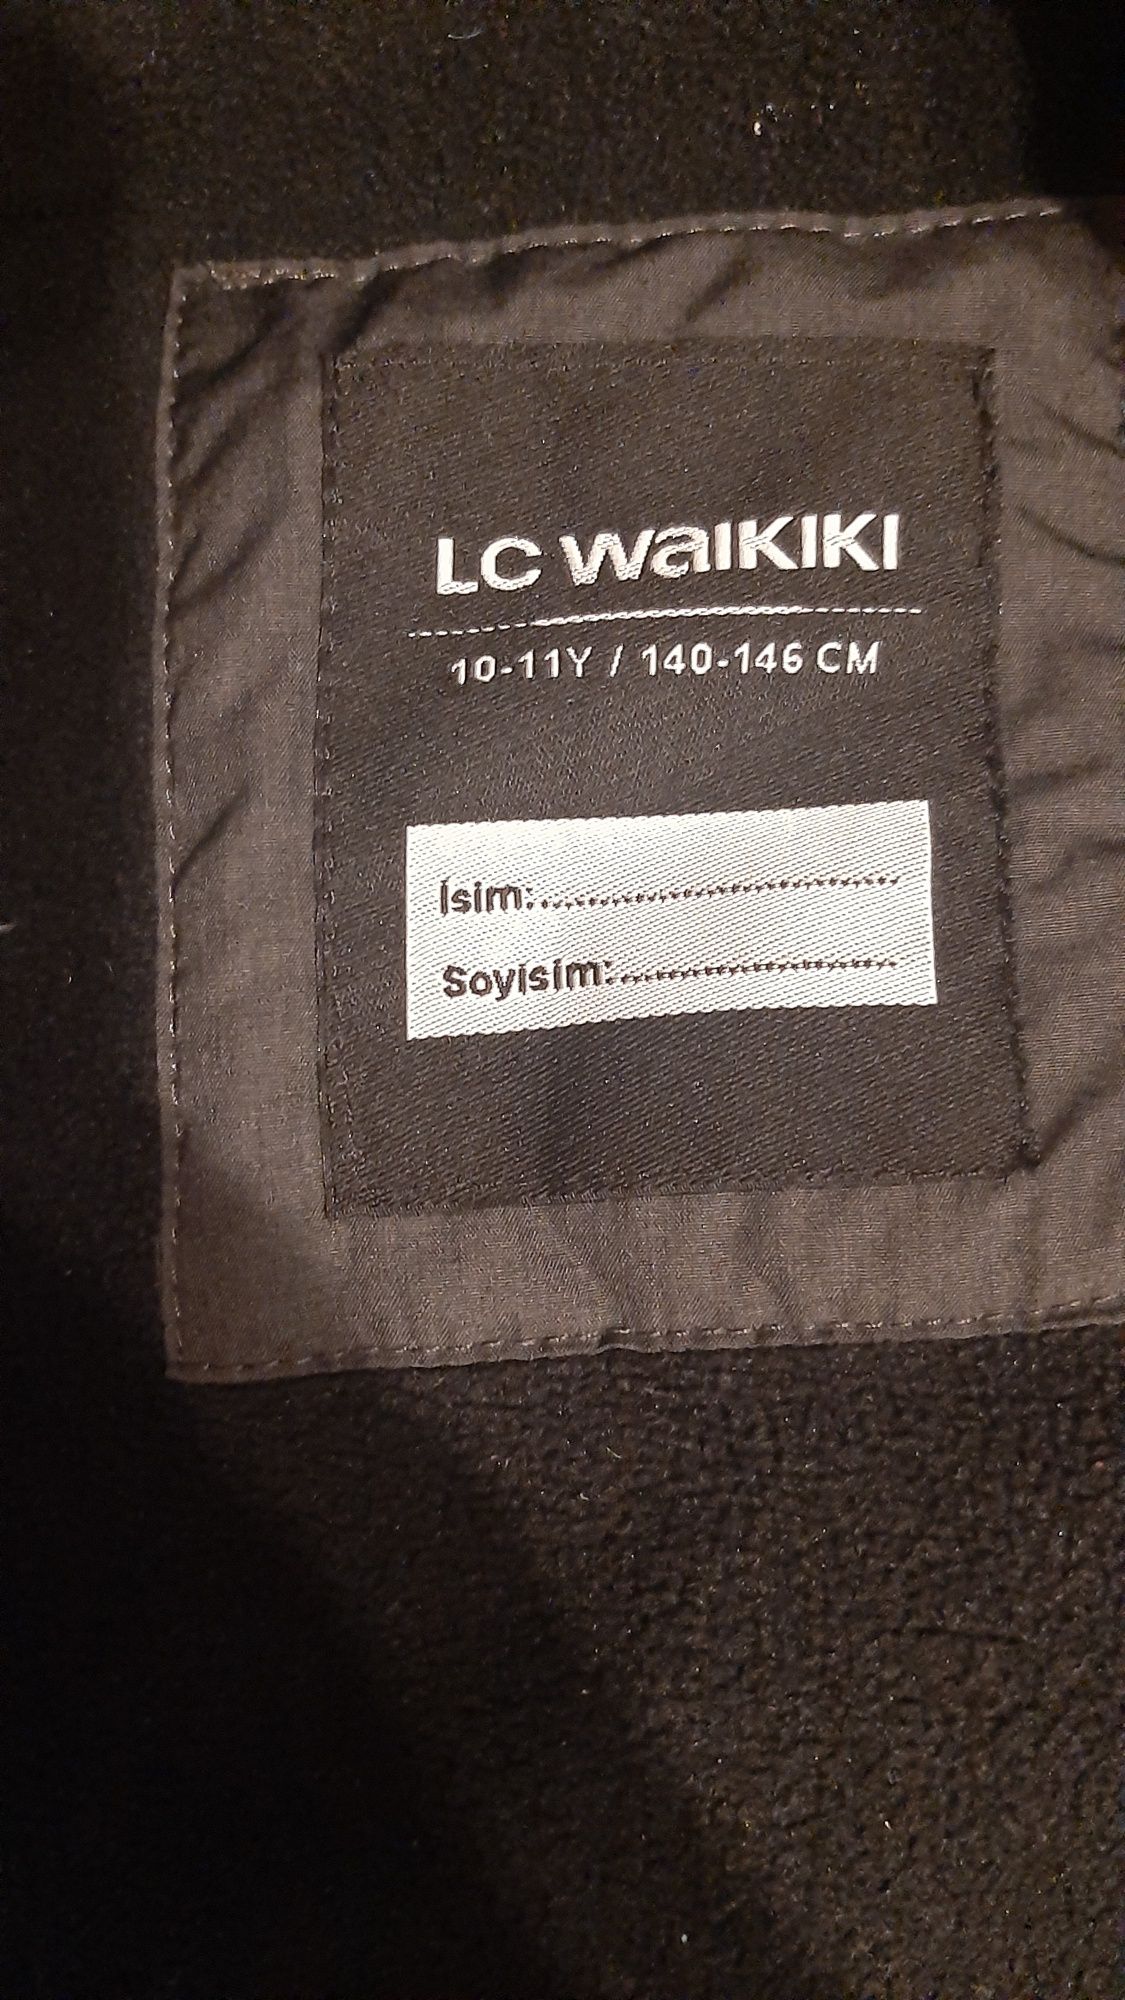 LC WAIKIKI
10-11Y / 140-146 CM
İsim:........................
Soyisim:........................